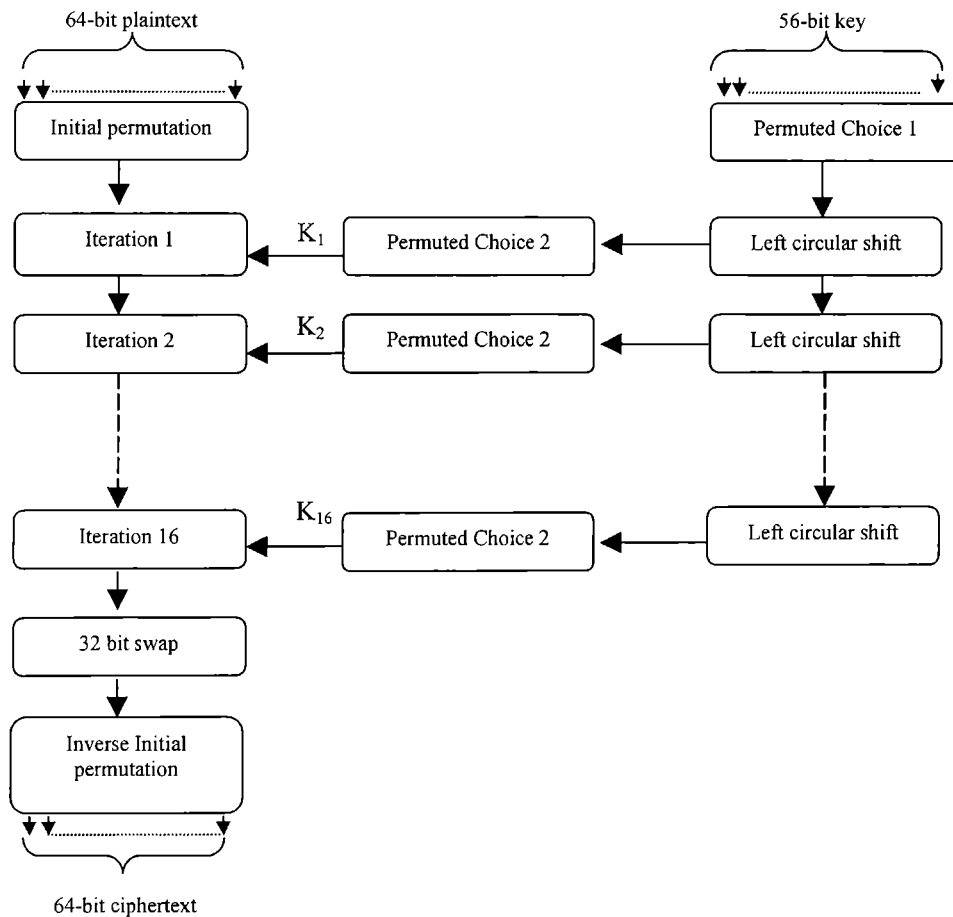 64-bit plaintext
56-bit key
Initial permutation
Permuted Choice 1
Iteration 1
K1
Permuted Choice 2
Left circular shift
Iteration 2
K2
Permuted Choice 2
Left circular shift
Iteration 16
K16
Permuted Choice 2
Left circular shift
32 bit swap
Inverse Initial
permutation
64-bit ciphertext